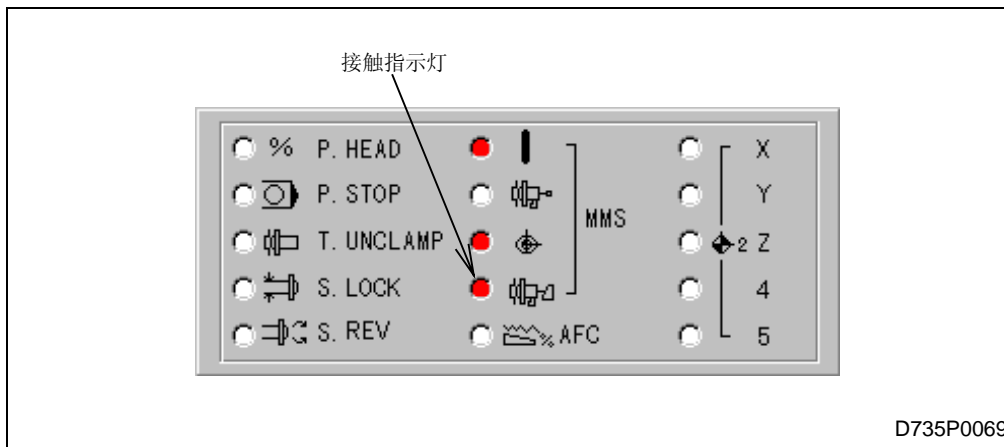 接触指示灯
% P. HEAD X
P. STOP Y
MMS
T. UNCLAMP 2 Z
S. LOCK 4
S. REV % AFC 5
D735P0069